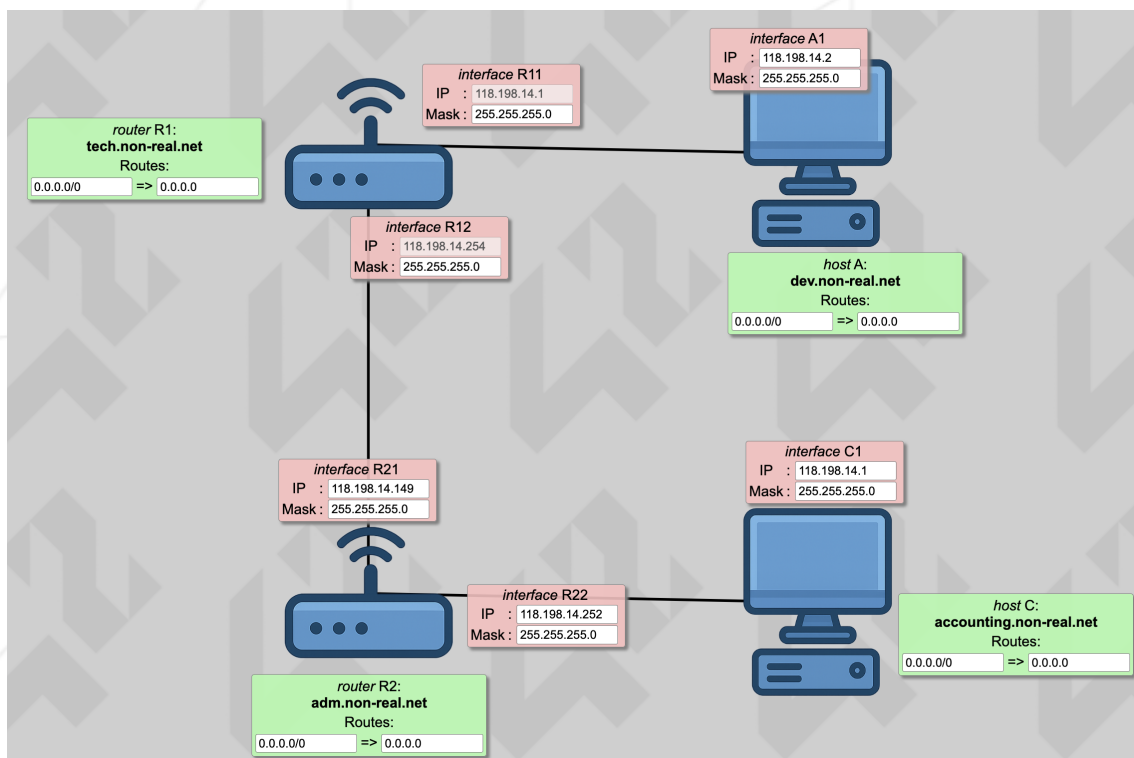 interface A1
IP : 118.198.14.2
Mask : 255.255.255.0
interface R11
IP : 118.198.14.1
Mask : 255.255.255.0
router R1:
tech.non-real.net
Routes:
0.0.0.0/0 => 0.0.0.0
interface R12
IP : 118.198.14.254
Mask : 255.255.255.0
host A:
dev.non-real.net
Routes:
0.0.0.0/0 => 0.0.0.0
interface R21
IP : 118.198.14.149
Mask : 255.255.255.0
interface C1
IP : 118.198.14.1
Mask : 255.255.255.0
interface R22
IP : 118.198.14.252
Mask : 255.255.255.0
host C:
accounting.non-real.net
Routes:
0.0.0.0/0 => 0.0.0.0
router R2:
adm.non-real.net
Routes:
0.0.0.0/0 => 0.0.0.0